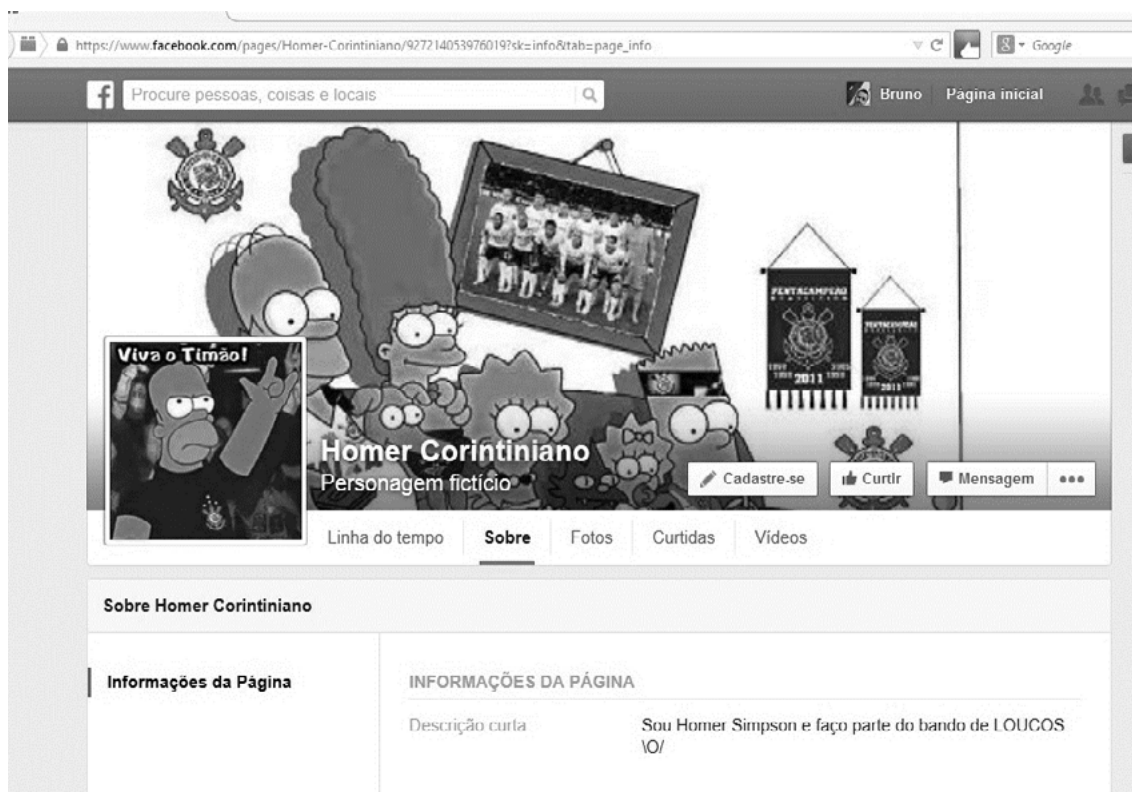 https://www.facebook.com/pages/Homer-Corintiniano/927214053976019?sk=info&tab=page_info
Google
Procure pessoas, coisas e locais
Bruno
Página inicial
PENTACAMPEÃO
2011
2011
Viva o Timão!
Homer Corintiniano
Personagem fictício
Cadastre-se
Curtir
Mensagem
Linha do tempo Sobre Fotos Curtidas Vídeos
Sobre Homer Corintiniano
Informações da Página
INFORMAÇÕES DA PÁGINA
Descrição curta
Sou Homer Simpson e faço parte do bando de LOUCOS
\O/